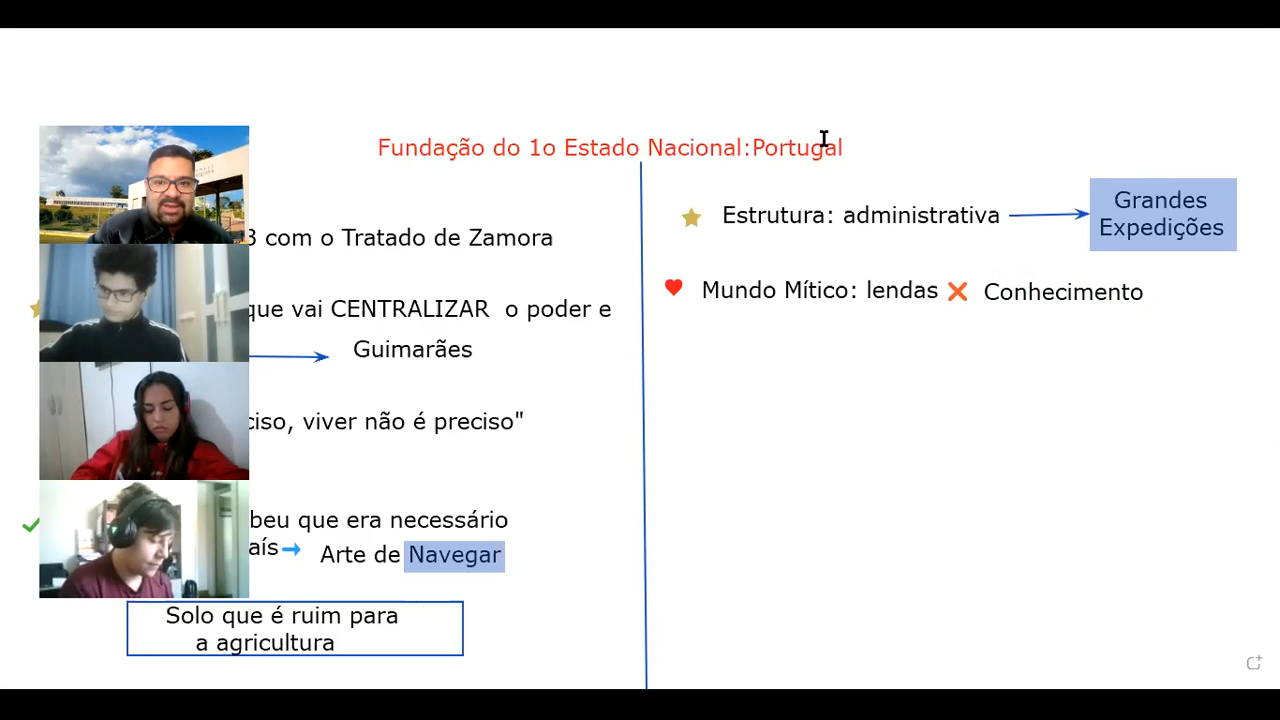 Fundação do 1o Estado Nacional:Portugal
3 com o Tratado de Zamora
que vai CENTRALIZAR o poder e
Guimarães
ciso, viver não é preciso"
beu que era necessário
aís
Arte de Navegar
Solo que é ruim para
a agricultura
Estrutura: administrativa
Grandes
Expedições
Mundo Mítico: lendas
Conhecimento